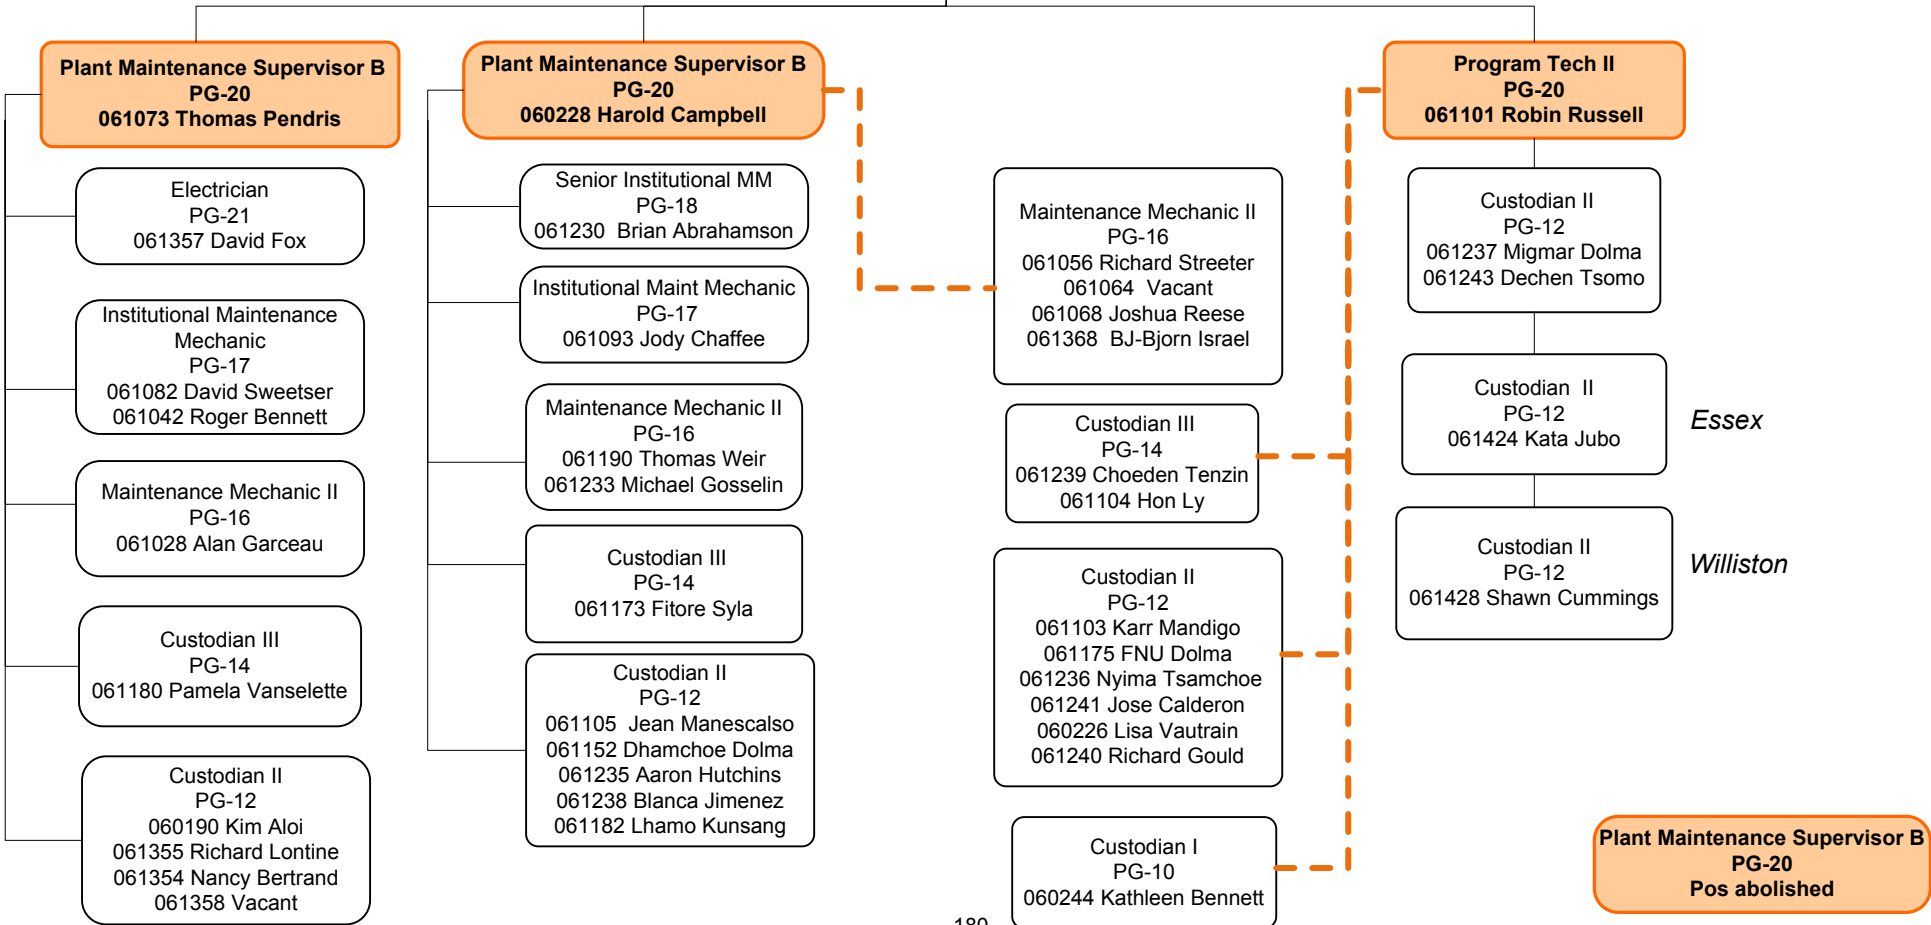 Plant Maintenance Supervisor B
PG-20
061073 Thomas Pendris
Electrician
PG-21
061357 David Fox
Institutional Maintenance
Mechanic
PG-17
061082 David Sweetser
061042 Roger Bennett
Maintenance Mechanic II
PG-16
061028 Alan Garceau
Custodian III
PG-14
061180 Pamela Vanselette
Custodian II
PG-12
060190 Kim Aloi
061355 Richard Lontine
061354 Nancy Bertrand
061358 Vacant
Plant Maintenance Supervisor B
PG-20
060228 Harold Campbell
Senior Institutional MM
PG-18
061230 Brian Abrahamson
Institutional Maint Mechanic
PG-17
061093 Jody Chaffee
Maintenance Mechanic II
PG-16
061190 Thomas Weir
061233 Michael Gosselin
Custodian III
PG-14
061173 Fitore Syla
Custodian II
PG-12
061105 Jean Manescalso
061152 Dhamchoe Dolma
061235 Aaron Hutchins
061238 Blanca Jimenez
061182 Lhamo Kunsang
Maintenance Mechanic II
PG-16
061056 Richard Streeter
061064 Vacant
061068 Joshua Reese
061368 BJ-Bjorn Israel
Custodian III
PG-14
061239 Choeden Tenzin
061104 Hon Ly
Custodian II
PG-12
061103 Karr Mandigo
061175 FNU Dolma
061236 Nyima Tsamchoe
061241 Jose Calderon
060226 Lisa Vautrain
061240 Richard Gould
Custodian I
PG-10
060244 Kathleen Bennett
Program Tech II
PG-20
061101 Robin Russell
Custodian II
PG-12
061237 Migmar Dolma
061243 Dechen Tsomo
Custodian II
PG-12
061424 Kata Jubo
Essex
Custodian II
PG-12
061428 Shawn Cummings
Williston
Plant Maintenance Supervisor B
PG-20
Pos abolished
180